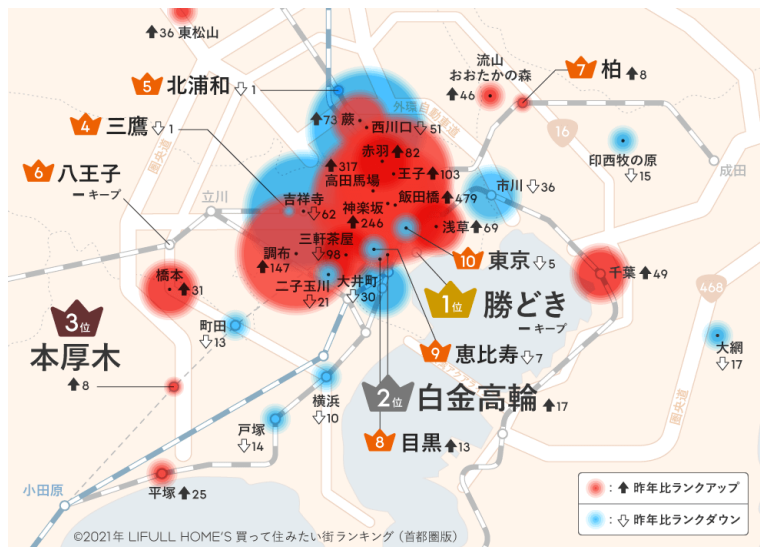 ↑36 東松山
5 北浦和 ⇩1
4 三鷹 ⇩1
6 八王子
ーキープ
圏央道
立川
流山
おおたかの森
↑46
7 柏 ↑8
外環自動車道
16
印西牧の原
⇩15
成田
↑73 蕨
西川口 ⇩51
赤羽 ↑82
↑317
高田馬場
王子 ↑103
吉祥寺
⇩62
神楽坂
↑246
飯田橋 ↑479
市川 ⇩36
浅草 ↑69
三軒茶屋
⇩98
調布
↑147
10 東京 ⇩5
二子玉川
⇩21
大井町
⇩30
千葉 ↑49
468
橋本
↑31
1位 勝どき
ーキープ
3位
本厚木
↑8
町田
⇩13
9 恵比寿 ⇩7
大網
⇩17
圏央道
2位 白金高輪 ↑17
横浜
⇩10
戸塚
⇩14
8 目黒 ↑13
小田原
平塚 ↑25
：↑ 昨年比ランクアップ
：⇩ 昨年比ランクダウン
©2021年 LIFULL HOME'S 買って住みたい街ランキング（首都圏版）